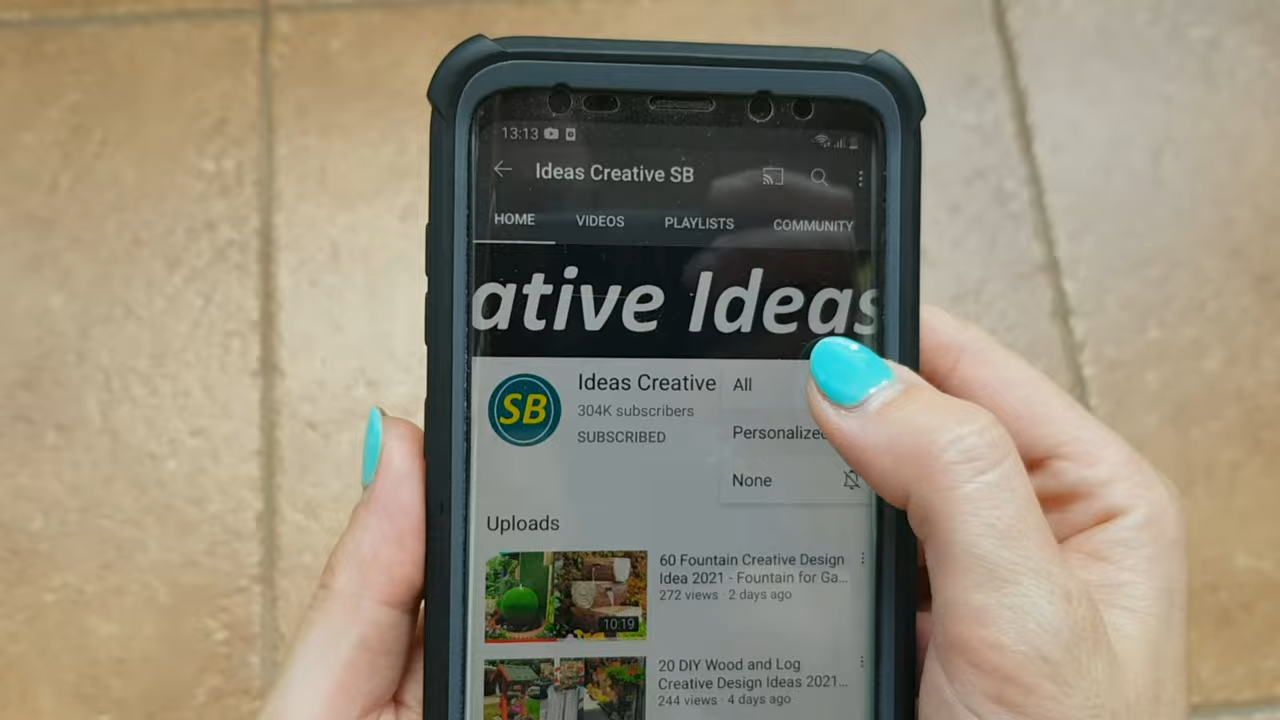 13:13
Ideas Creative SB
HOME VIDEOS PLAYLISTS COMMUNITY
ative Ideas
SB
Ideas Creative
304K subscribers
SUBSCRIBED
All
Personalized
None
Uploads
60 Fountain Creative Design
Idea 2021 - Fountain for Ga...
272 views · 2 days ago
10:19
20 DIY Wood and Log
Creative Design Ideas 2021...
244 views · 4 days ago